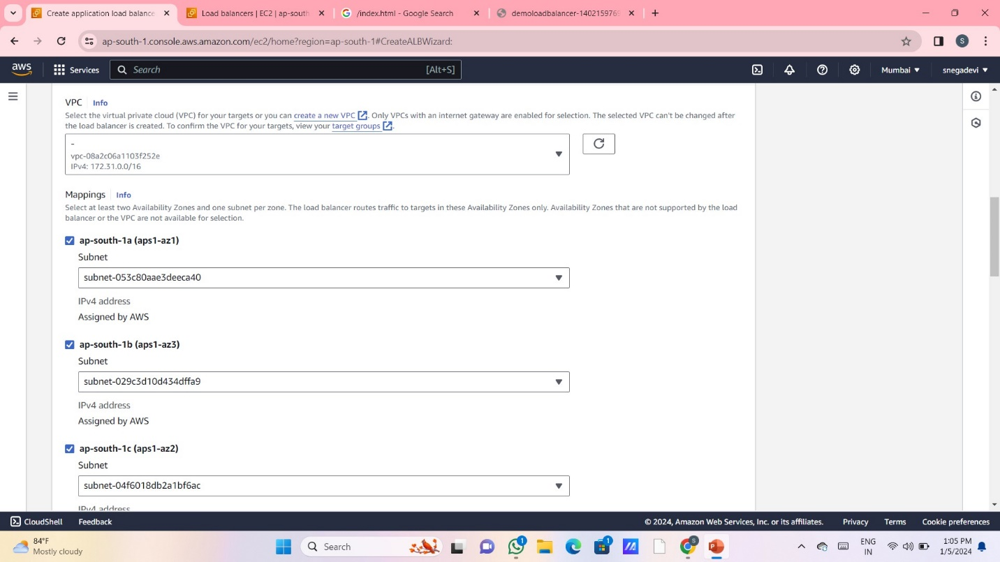 Create application load balance
Load balancers | EC2 | ap-south
/index.html - Google Search
demoloadbalancer-1402159769
ap-south-1.console.aws.amazon.com/ec2/home?region=ap-south-1#CreateALBWizard:
S
aws
Services
Search
[Alt+S]
Mumbai
snegadevi
VPC
Info
Select the virtual private cloud (VPC) for your targets or you can create a new VPC. Only VPCs with an internet gateway are enabled for selection. The selected VPC can't be changed after
the load balancer is created. To confirm the VPC for your targets, view your target groups.
-
vpc-08a2c06a1103f252e
IPv4: 172.31.0.0/16
Mappings
Info
Select at least two Availability Zones and one subnet per zone. The load balancer routes traffic to targets in these Availability Zones only. Availability Zones that are not supported by the load
balancer or the VPC are not available for selection.
ap-south-1a (aps1-az1)
Subnet
subnet-053c80aae3deeca40
IPv4 address
Assigned by AWS
ap-south-1b (aps1-az3)
Subnet
subnet-029c3d10d434dffa9
IPv4 address
Assigned by AWS
ap-south-1c (aps1-az2)
Subnet
subnet-04f6018db2a1bf6ac
IPv4 address
CloudShell
Feedback
© 2024, Amazon Web Services, Inc. or its affiliates.
Privacy
Terms
Cookie preferences
84°F
Mostly cloudy
Search
1
1
S
ENG
IN
1:05 PM
1/5/2024